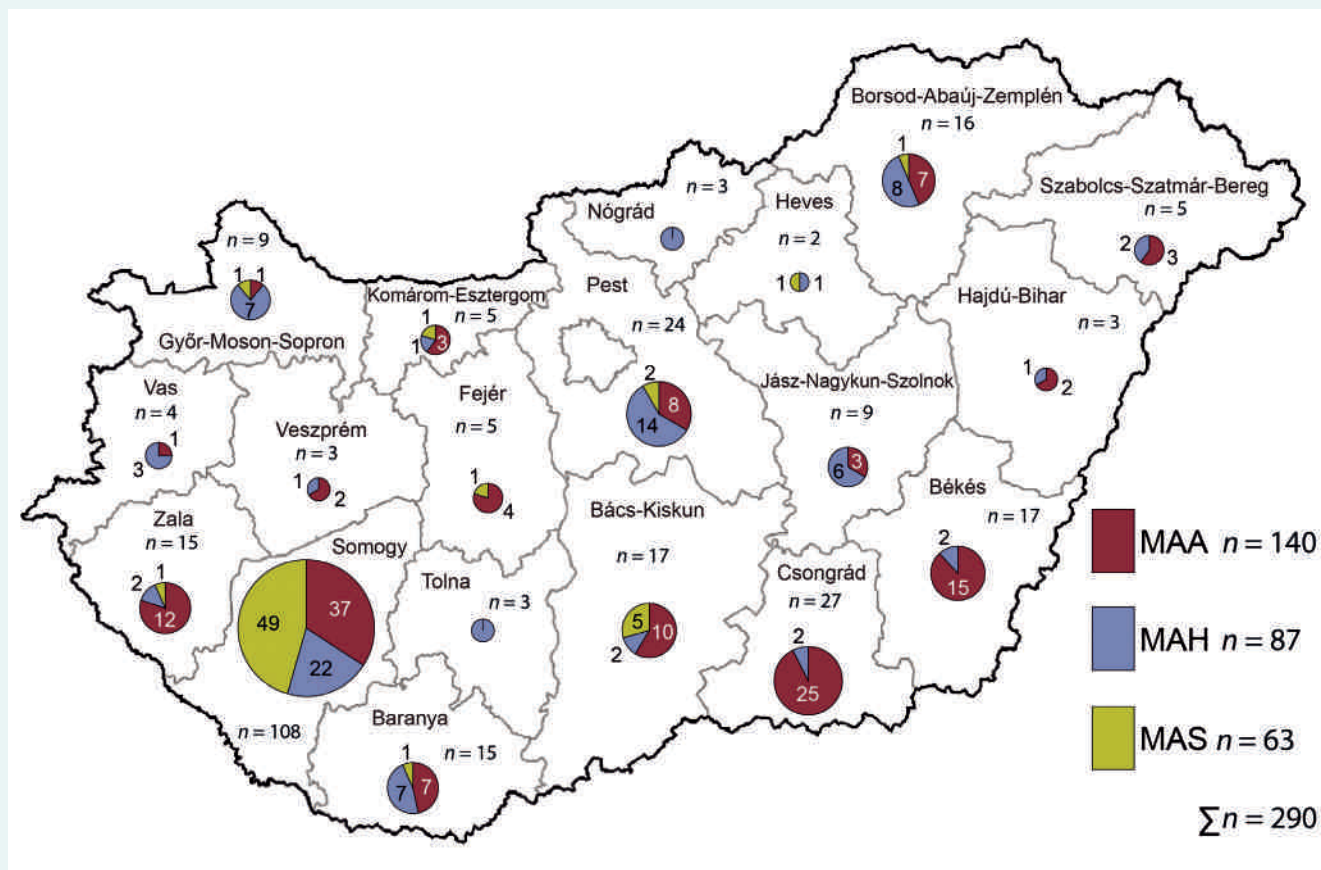 Borsod-Abaúj-Zemplén
n = 16
1
8 7
Szabolcs-Szatmár-Bereg
n = 5
2 3
n = 3
Nógrád
Heves
n = 2
1 1
n = 9
1 1
7
Győr-Moson-Sopron
Komárom-Esztergom
n = 5
1
1 3
Pest
n = 24
2
8
14
Hajdú-Bihar
n = 3
1 2
Jász-Nagykun-Szolnok
n = 9
6 3
Vas
n = 4
1
3
Veszprém
n = 3
1 2
Fejér
n = 5
1
4
Békés
n = 17
2
15
Bács-Kiskun
n = 17
5 10
2
Zala
n = 15
2 1
12
Somogy
49 37
22
n = 108
Tolna
n = 3
Csongrád
n = 27
2
25
Baranya
n = 15
1
7 7
MAA n = 140
MAH n = 87
MAS n = 63
∑n = 290